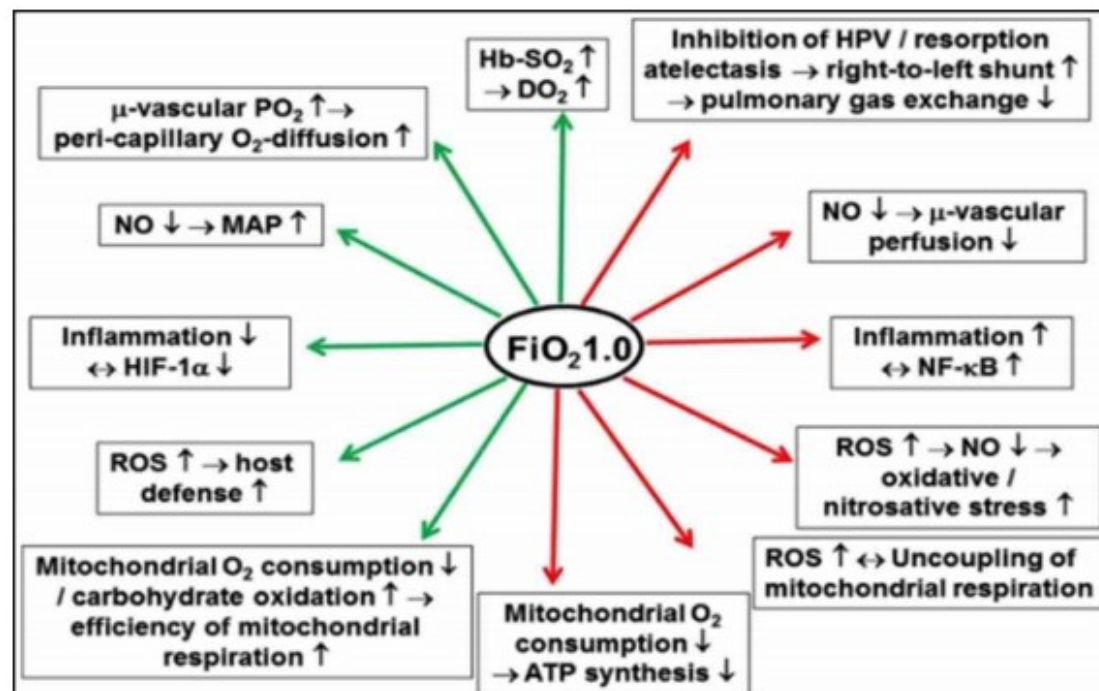 Hb-SO₂ ↑
→ DO₂ ↑
Inhibition of HPV / resorption
atelectasis → right-to-left shunt ↑
→ pulmonary gas exchange ↓
μ-vascular PO₂ ↑→
peri-capillary O₂-diffusion ↑
NO ↓ → MAP ↑
NO ↓ → μ-vascular
perfusion ↓
Inflammation ↓
↔ HIF-1α ↓
FiO₂1.0
Inflammation ↑
↔ NF-κB ↑
ROS ↑ → host
defense ↑
ROS ↑ → NO ↓ →
oxidative /
nitrosative stress ↑
Mitochondrial O₂ consumption ↓
/ carbohydrate oxidation ↑ →
efficiency of mitochondrial
respiration ↑
Mitochondrial O₂
consumption ↓
→ ATP synthesis ↓
ROS ↑ ↔ Uncoupling of
mitochondrial respiration